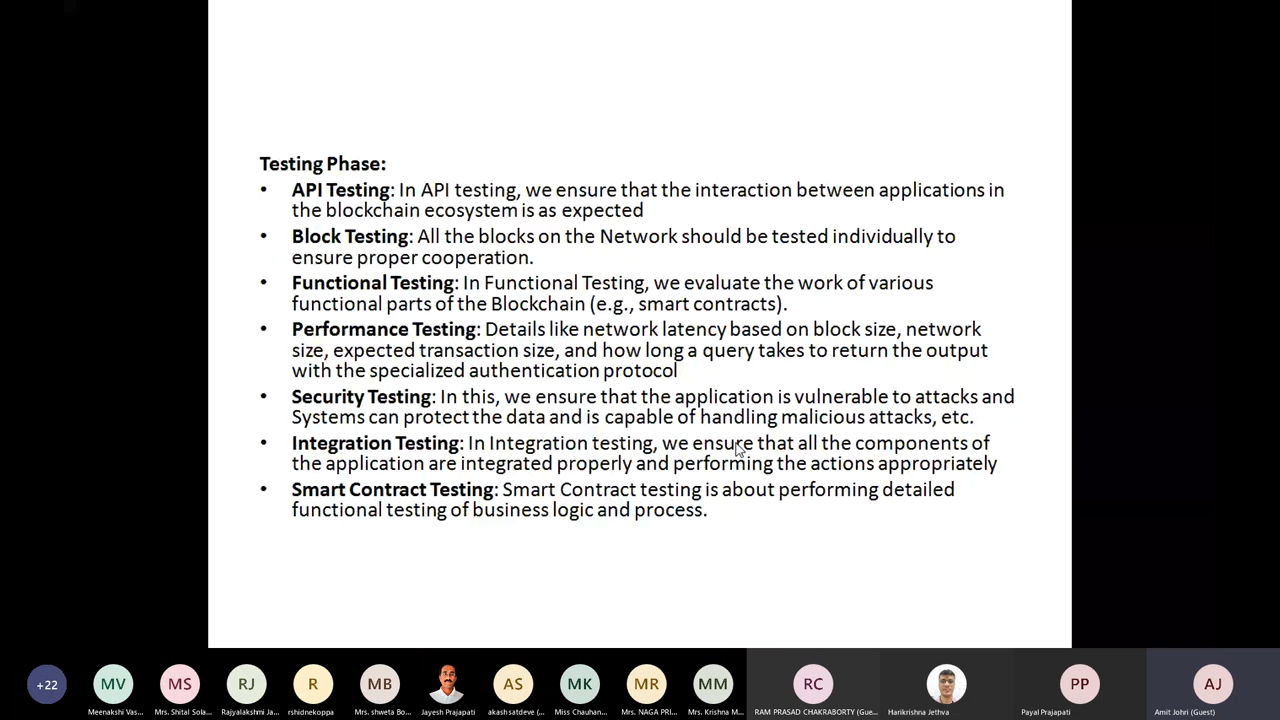 Testing Phase:
• API Testing: In API testing, we ensure that the interaction between applications in
the blockchain ecosystem is as expected
• Block Testing: All the blocks on the Network should be tested individually to
ensure proper cooperation.
• Functional Testing: In Functional Testing, we evaluate the work of various
functional parts of the Blockchain (e.g., smart contracts).
• Performance Testing: Details like network latency based on block size, network
size, expected transaction size, and how long a query takes to return the output
with the specialized authentication protocol
• Security Testing: In this, we ensure that the application is vulnerable to attacks and
Systems can protect the data and is capable of handling malicious attacks, etc.
• Integration Testing: In Integration testing, we ensure that all the components of
the application are integrated properly and performing the actions appropriately
• Smart Contract Testing: Smart Contract testing is about performing detailed
functional testing of business logic and process.
+22 MV MS RJ R MB AS MK MR MM RC PP AJ
Meenakshi Vas... Mrs. Shital Sola... Rajyalakshmi Ja... rshidnekoppa Mrs. shweta Bo... Jayesh Prajapati akash satdeve (... Miss Chauhan... Mrs. NAGA PRI... Mrs. Krishna M... RAM PRASAD CHAKRABORTY (Gue... Harikrishna Jethva Payal Prajapati Amit Johri (Guest)